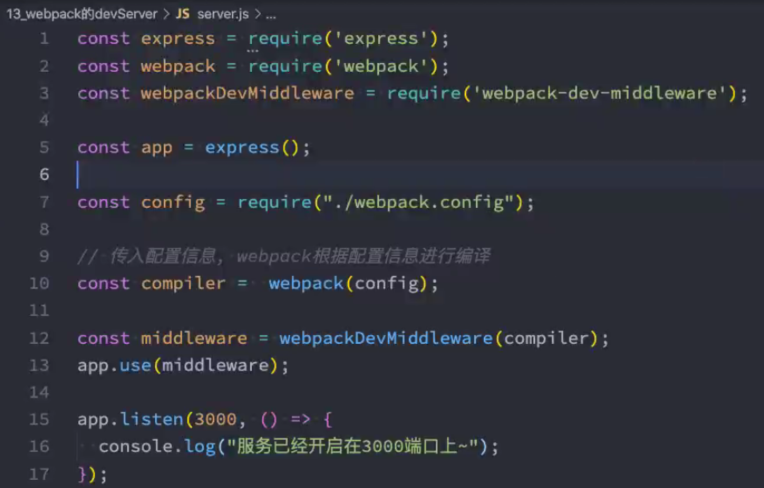 13_webpack的devServer > JS server.js > ...
1 const express = require('express');
2 const webpack = require('webpack');
3 const webpackDevMiddleware = require('webpack-dev-middleware');
4
5 const app = express();
6
7 const config = require("./webpack.config");
8
9 // 传入配置信息, webpack根据配置信息进行编译
10 const compiler =  webpack(config);
11
12 const middleware = webpackDevMiddleware(compiler);
13 app.use(middleware);
14
15 app.listen(3000, () => {
16   console.log("服务已经开启在3000端口上~");
17 });